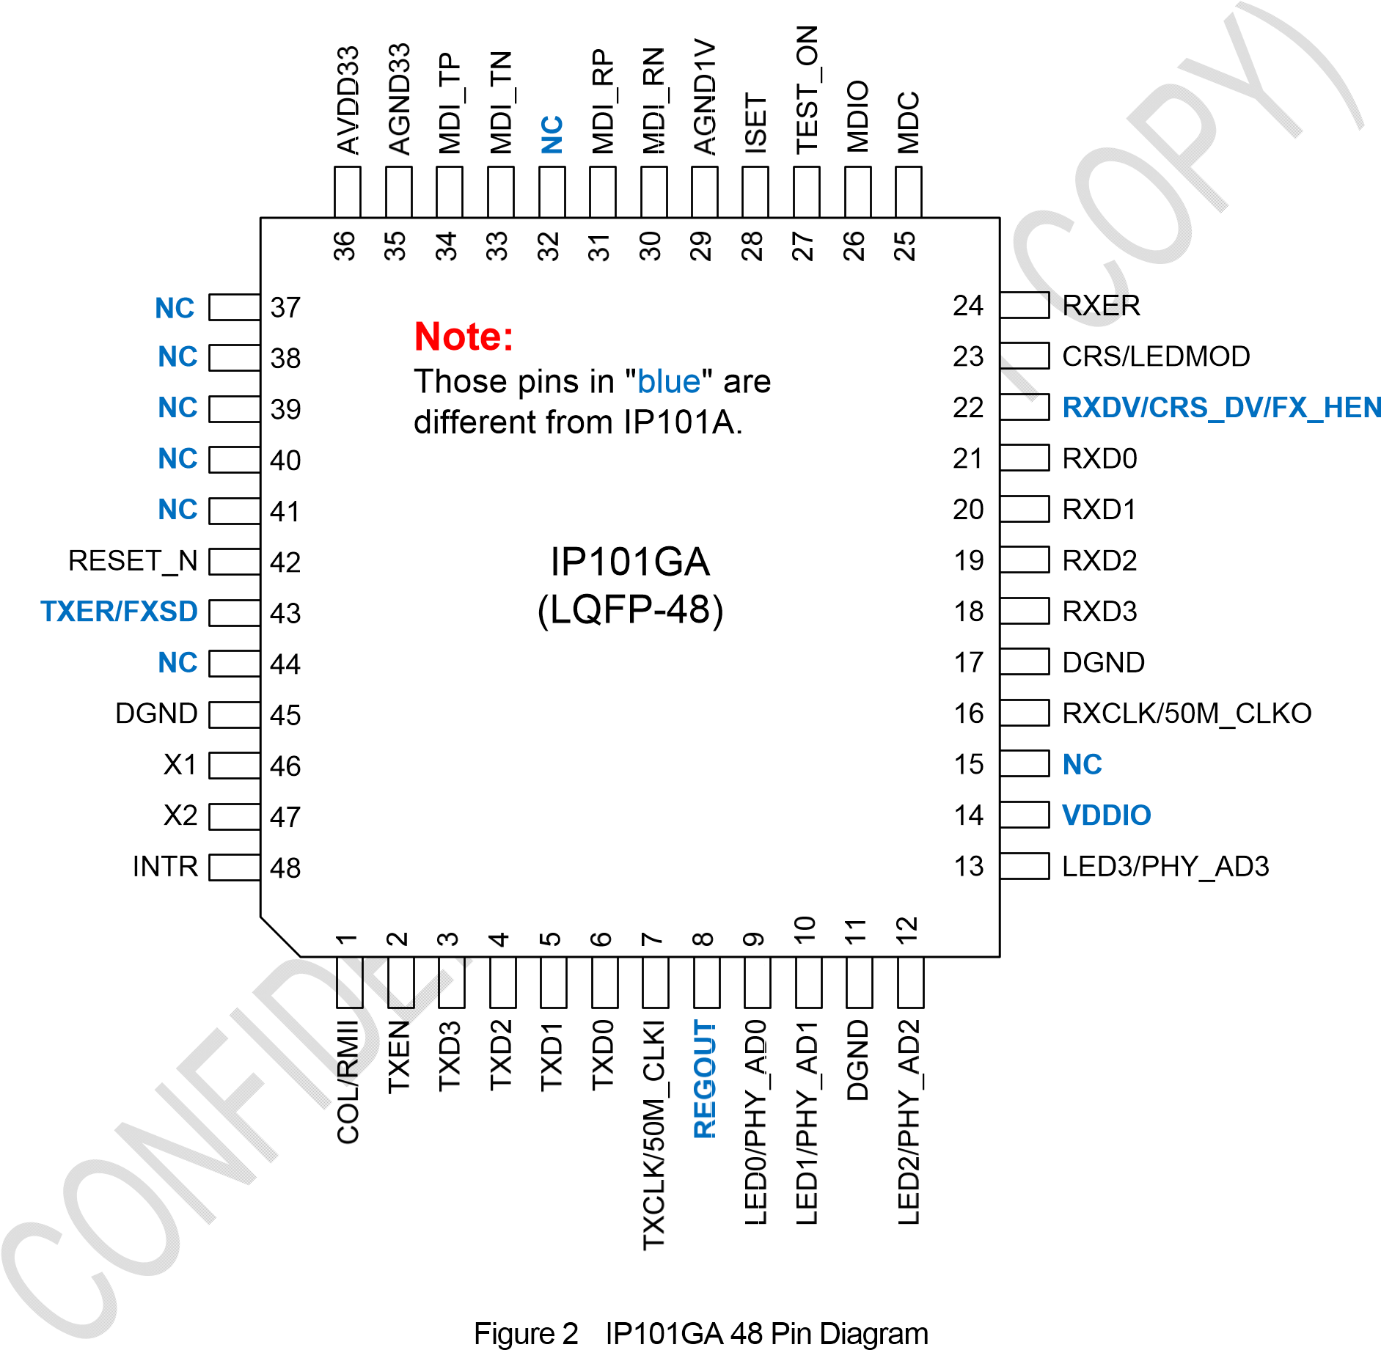 AVDD33
AGND33
MDI_TP
MDI_TN
NC
MDI_RP
MDI_RN
AGND1V
ISET
TEST_ON
MDIO
MDC
36
35
34
33
32
31
30
29
28
27
26
25
NC 37
NC 38
NC 39
NC 40
NC 41
RESET_N 42
TXER/FXSD 43
NC 44
DGND 45
X1 46
X2 47
INTR 48
Note:
Those pins in "blue" are
different from IP101A.
IP101GA
(LQFP-48)
24 RXER
23 CRS/LEDMOD
22 RXDV/CRS_DV/FX_HEN
21 RXD0
20 RXD1
19 RXD2
18 RXD3
17 DGND
16 RXCLK/50M_CLKO
15 NC
14 VDDIO
13 LED3/PHY_AD3
1
2
3
4
5
6
7
8
9
10
11
12
COL/RMII
TXEN
TXD3
TXD2
TXD1
TXD0
TXCLK/50M_CLKI
REGOUT
LED0/PHY_AD0
LED1/PHY_AD1
DGND
LED2/PHY_AD2
Figure 2 IP101GA 48 Pin Diagram